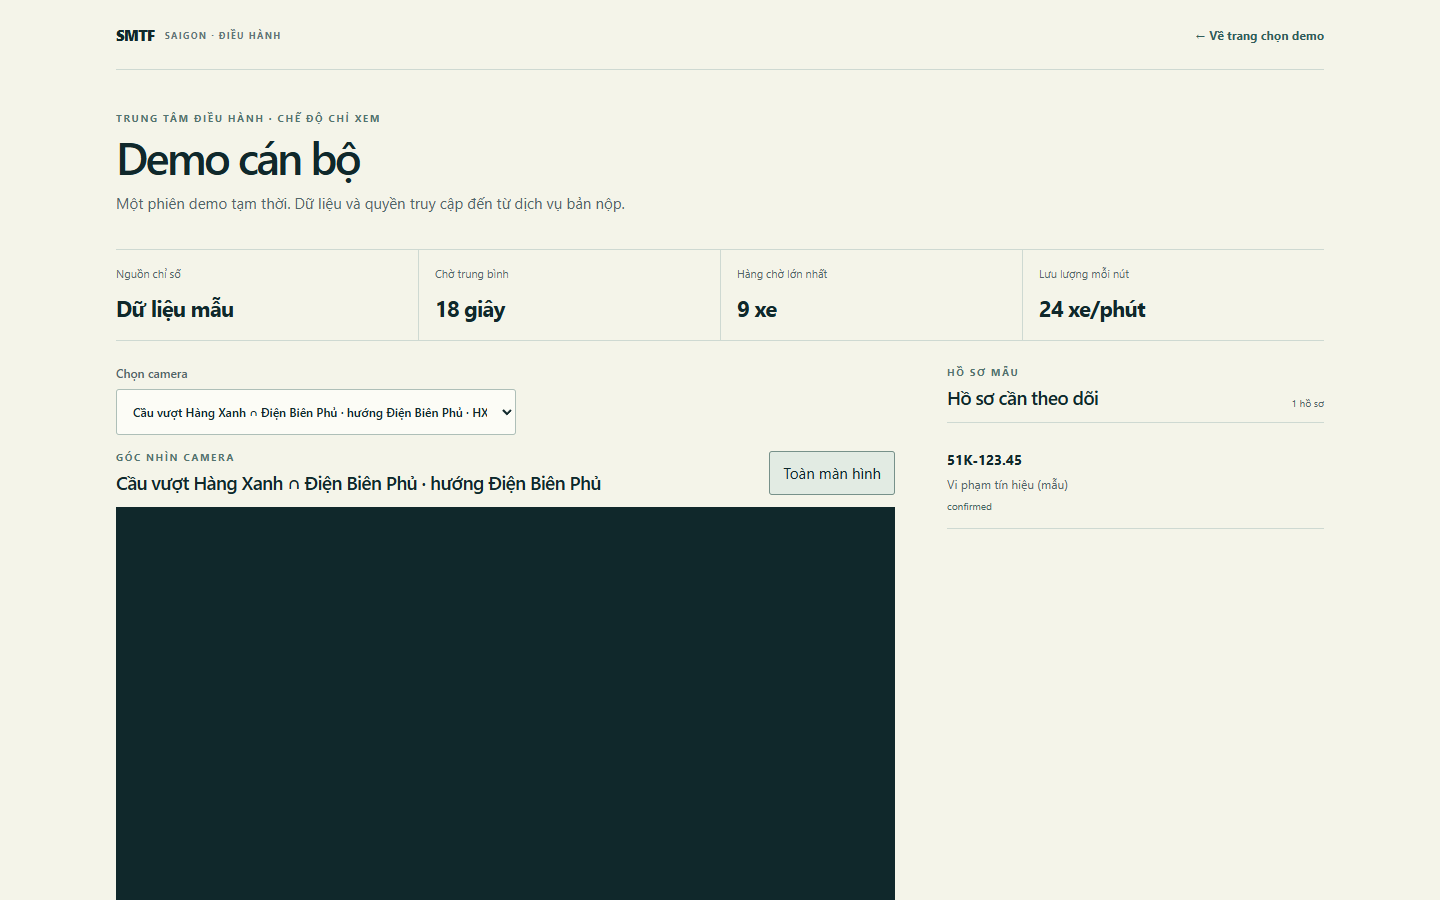 SMTF SAIGON · ĐIỀU HÀNH
← Về trang chọn demo
TRUNG TÂM ĐIỀU HÀNH · CHẾ ĐỘ CHỈ XEM
Demo cán bộ
Một phiên demo tạm thời. Dữ liệu và quyền truy cập đến từ dịch vụ bản nộp.
Nguồn chỉ số
Dữ liệu mẫu
Chờ trung bình
18 giây
Hàng chờ lớn nhất
9 xe
Lưu lượng mỗi nút
24 xe/phút
Chọn camera
Cầu vượt Hàng Xanh ∩ Điện Biên Phủ · hướng Điện Biên Phủ · HX
GÓC NHÌN CAMERA
Cầu vượt Hàng Xanh ∩ Điện Biên Phủ · hướng Điện Biên Phủ
Toàn màn hình
HỒ SƠ MẪU
Hồ sơ cần theo dõi
1 hồ sơ
51K-123.45
Vi phạm tín hiệu (mẫu)
confirmed